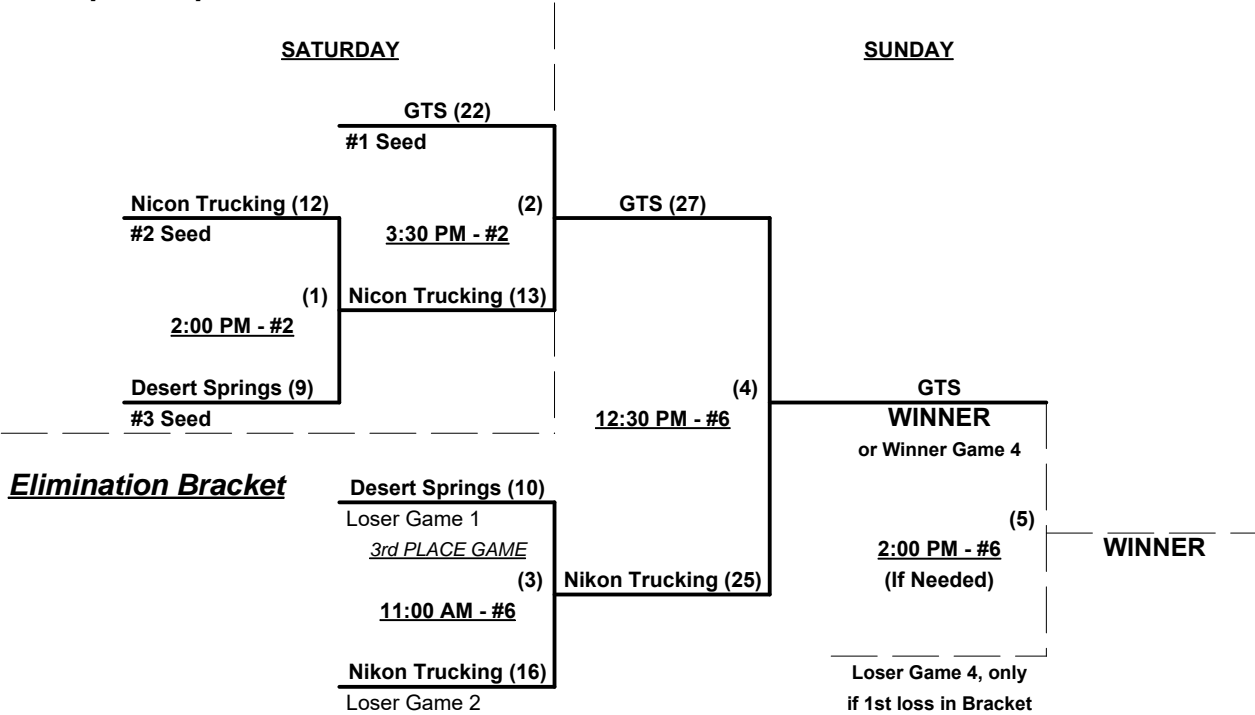 SATURDAY
SUNDAY
GTS (22)
#1 Seed
Nicon Trucking (12)
(2)
GTS (27)
#2 Seed
3:30 PM - #2
(1)
Nicon Trucking (13)
2:00 PM - #2
Desert Springs (9)
(4)
GTS
#3 Seed
12:30 PM - #6
WINNER
or Winner Game 4
Elimination Bracket
Desert Springs (10)
Loser Game 1
(5)
3rd PLACE GAME
2:00 PM - #6
WINNER
(3)
Nikon Trucking (25)
(If Needed)
11:00 AM - #6
Nikon Trucking (16)
Loser Game 4, only
Loser Game 2
if 1st loss in Bracket